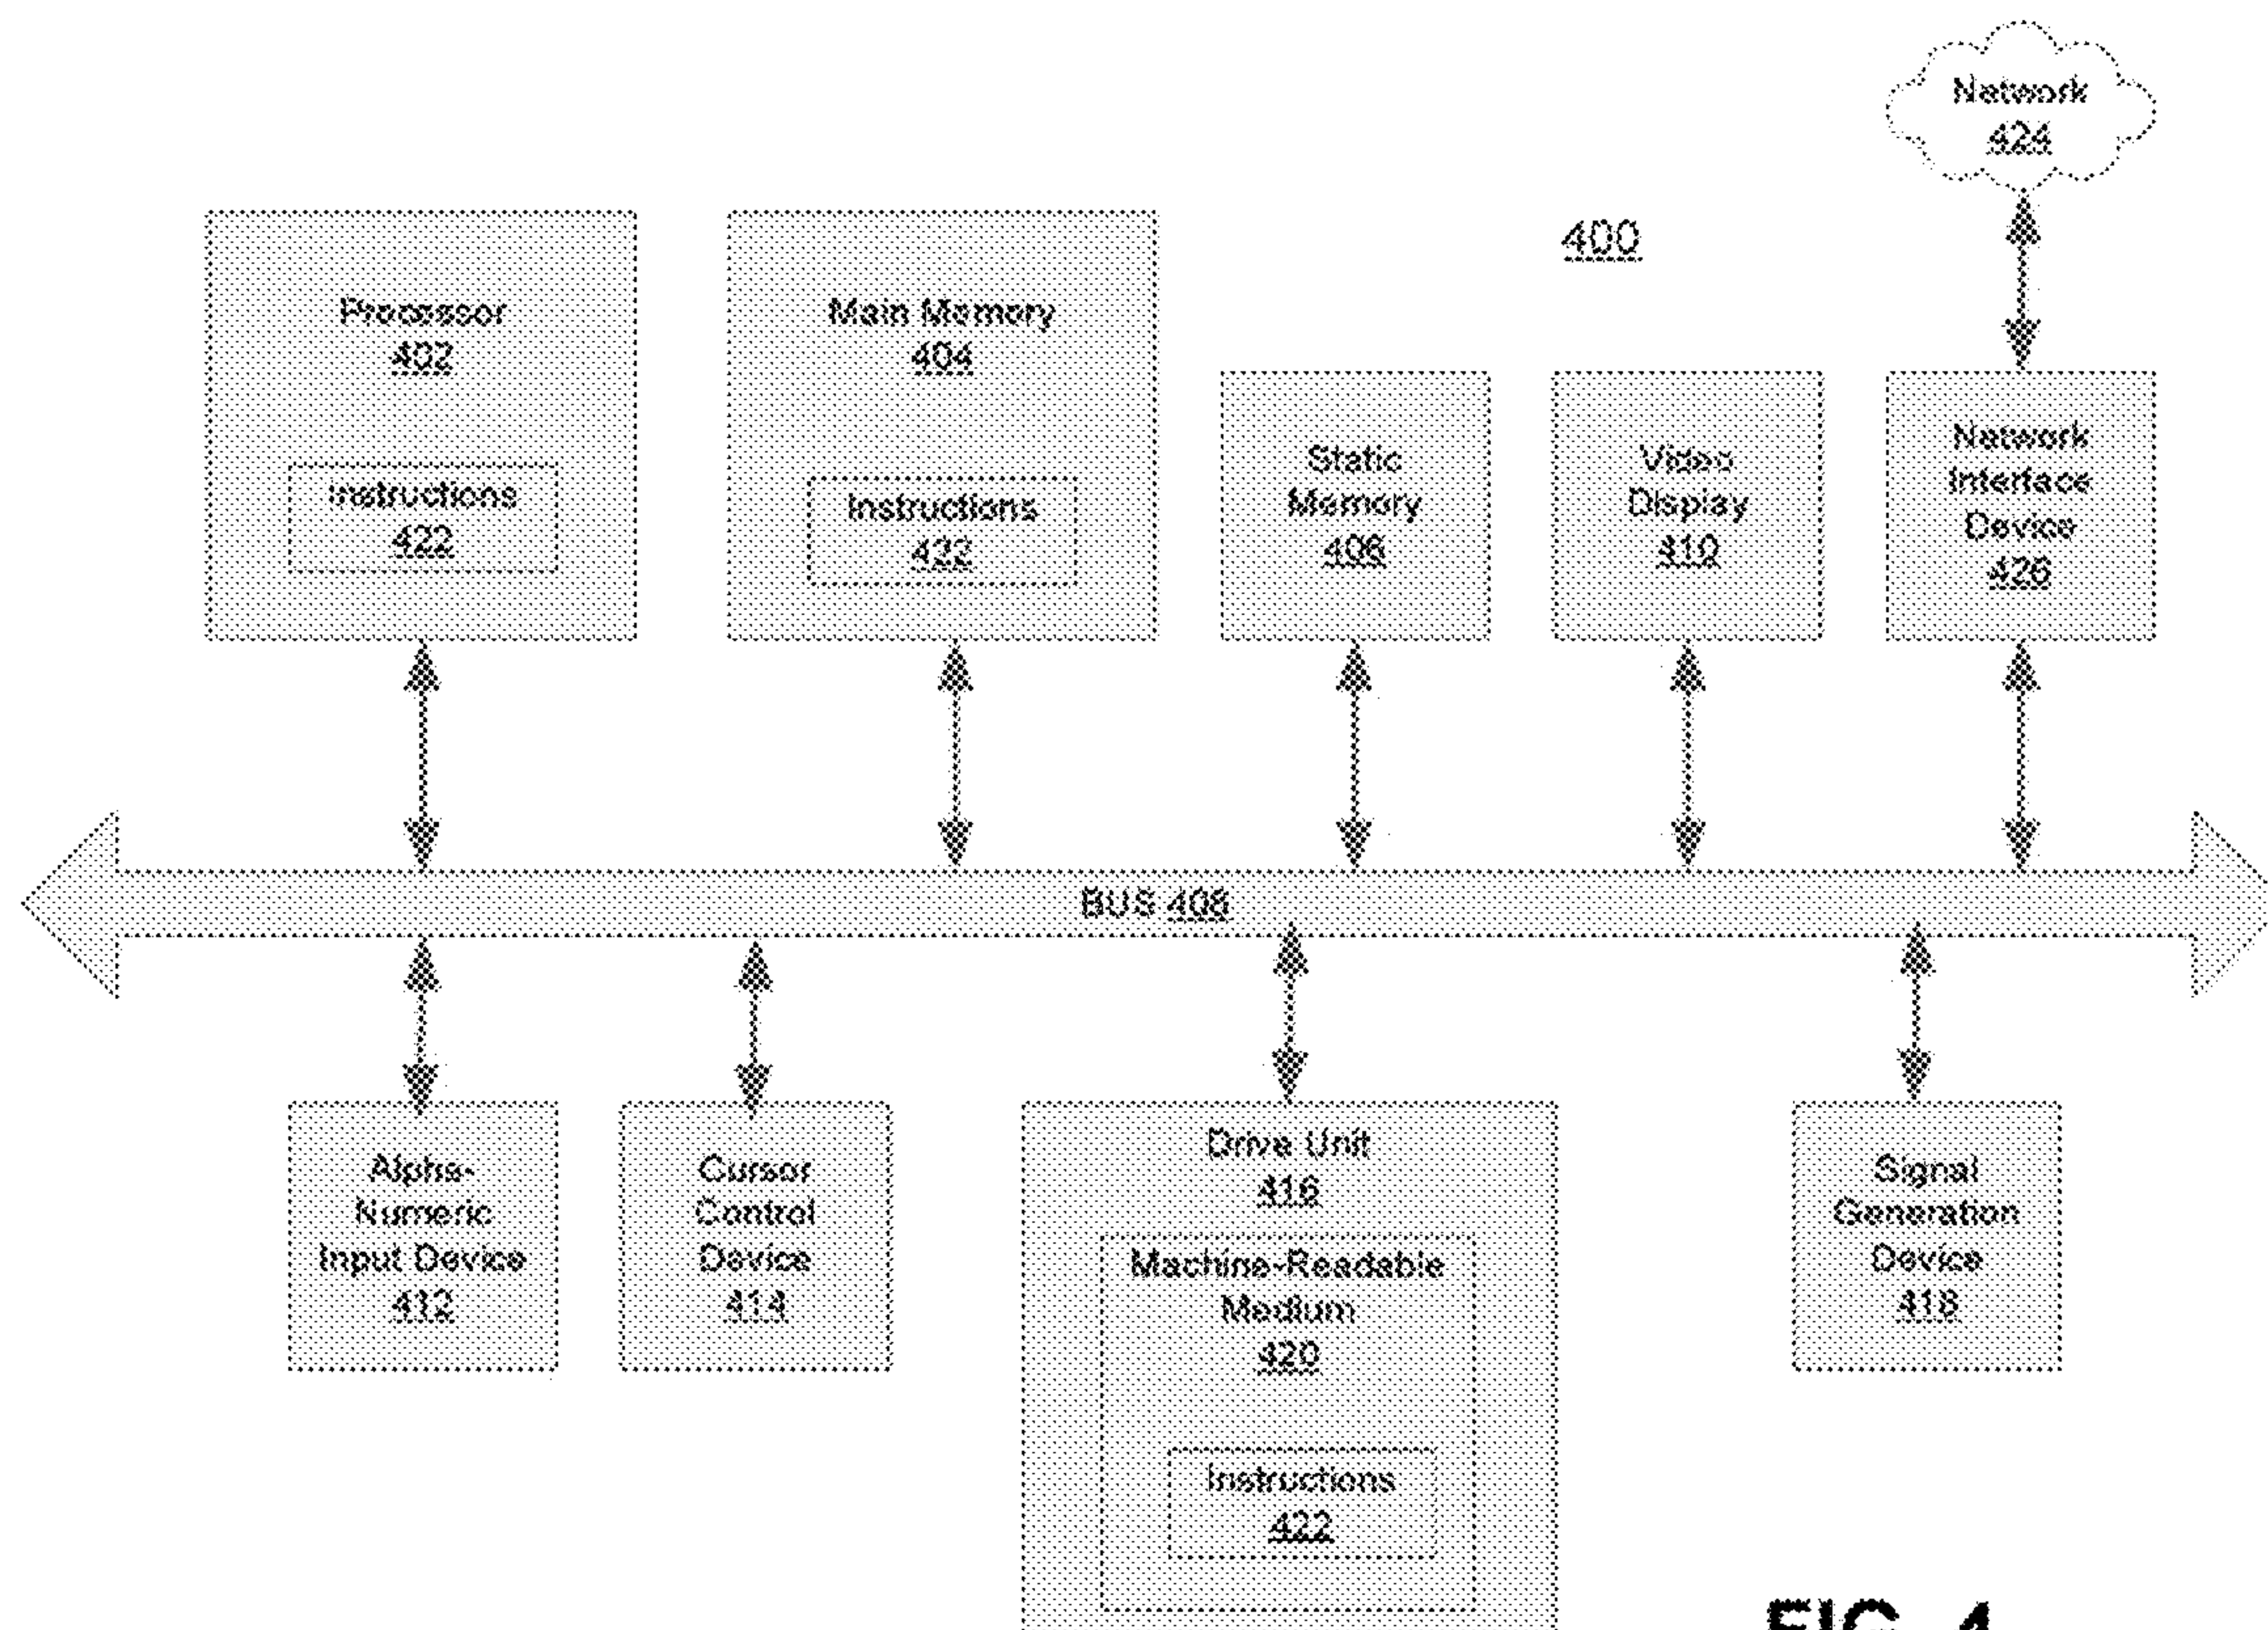 Network
424
400
Processor
402
Instructions
422
Main Memory
404
Instructions
422
Static
Memory
406
Video
Display
410
Network
Interface
Device
426
BUS 408
Alpha-
Numeric
Input Device
412
Cursor
Control
Device
414
Drive Unit
416
Machine-Readable
Medium
420
Instructions
422
Signal
Generation
Device
418
FIG. 4